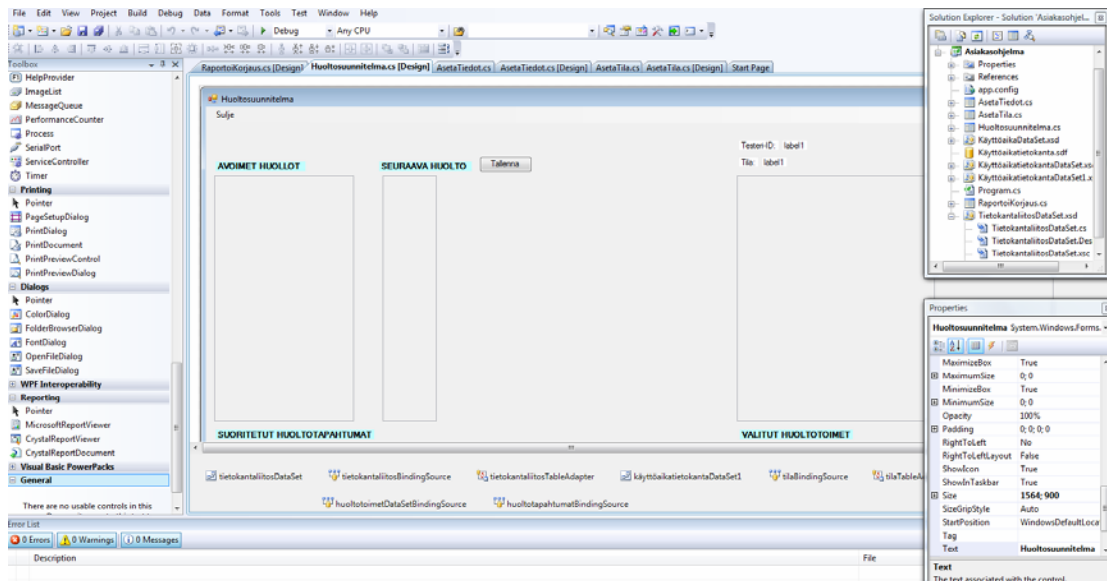 File Edit View Project Build Debug Data Format Tools Test Window Help
Debug Any CPU
Toolbox
HelpProvider
ImageList
MessageQueue
PerformanceCounter
Process
SerialPort
ServiceController
Timer
Printing
Pointer
PageSetupDialog
PrintDialog
PrintDocument
PrintPreviewControl
PrintPreviewDialog
Dialogs
Pointer
ColorDialog
FolderBrowserDialog
FontDialog
OpenFileDialog
SaveFileDialog
WPF Interoperability
Reporting
Pointer
MicrosoftReportViewer
CrystalReportViewer
CrystalReportDocument
Visual Basic PowerPacks
General
There are no usable controls in this
RaportoiKorjaus.cs [Design] Huoltosuunnitelma.cs [Design] AsetaTiedot.cs AsetaTiedot.cs [Design] AsetaTila.cs AsetaTila.cs [Design] Start Page
Huoltosuunnitelma
Sulje
Testeri-ID: label1
Tila: label1
AVOIMET HUOLLOT SEURAAVA HUOLTO Tallenna
SUORITETUT HUOLTOTAPAHTUMAT VALITUT HUOLTOTOIMET
tietokantaliitosDataSet tietokantaliitosBindingSource tietokantaliitosTableAdapter käyttöaikatietokantaDataSet1 tilaBindingSource tilaTableA
huoltotoimetDataSetBindingSource huoltotapahtumatBindingSource
Error List
0 Errors 0 Warnings 0 Messages
Description File
Solution Explorer - Solution 'Asiakasohjel...
Asiakasohjelma
Properties
References
app.config
AsetaTiedot.cs
AsetaTila.cs
Huoltosuunnitelma.cs
KäyttöaikaDataSet.xsd
Käyttöaikatietokanta.sdf
KäyttöaikatietokantaDataSet.xs
KäyttöaikatietokantaDataSet1.x
Program.cs
RaportoiKorjaus.cs
TietokantaliitosDataSet.xsd
TietokantaliitosDataSet.cs
TietokantaliitosDataSet.Des
TietokantaliitosDataSet.xsc
Properties
Huoltosuunnitelma System.Windows.Forms.
MaximizeBox True
MaximumSize 0; 0
MinimizeBox True
MinimumSize 0; 0
Opacity 100%
Padding 0; 0; 0; 0
RightToLeft No
RightToLeftLayout False
ShowIcon True
ShowInTaskbar True
Size 1564; 900
SizeGripStyle Auto
StartPosition WindowsDefaultLoca
Tag
Text Huoltosuunnitelma
Text
The text associated with the control.